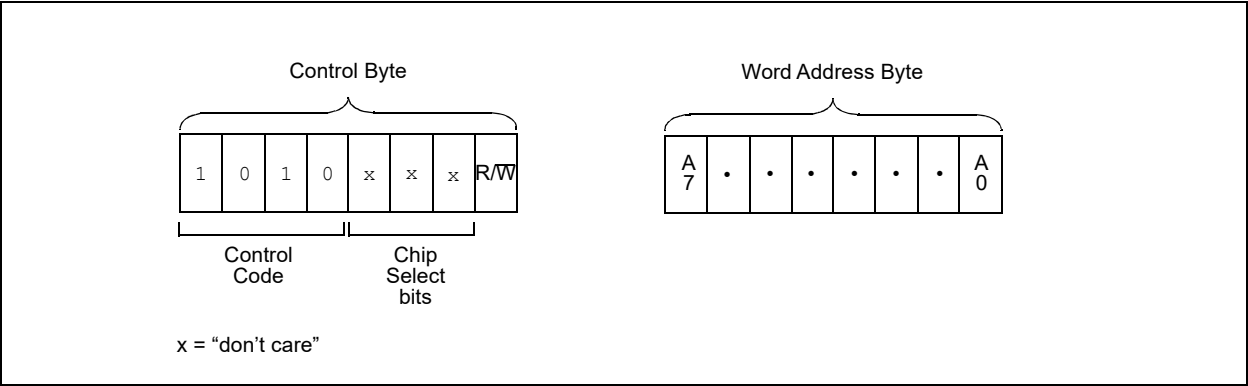 Control Byte
Word Address Byte
1 0 1 0 x x x R/W̅
A
7 • • • • • • A
0
Control
Code
Chip
Select
bits
x = “don’t care”